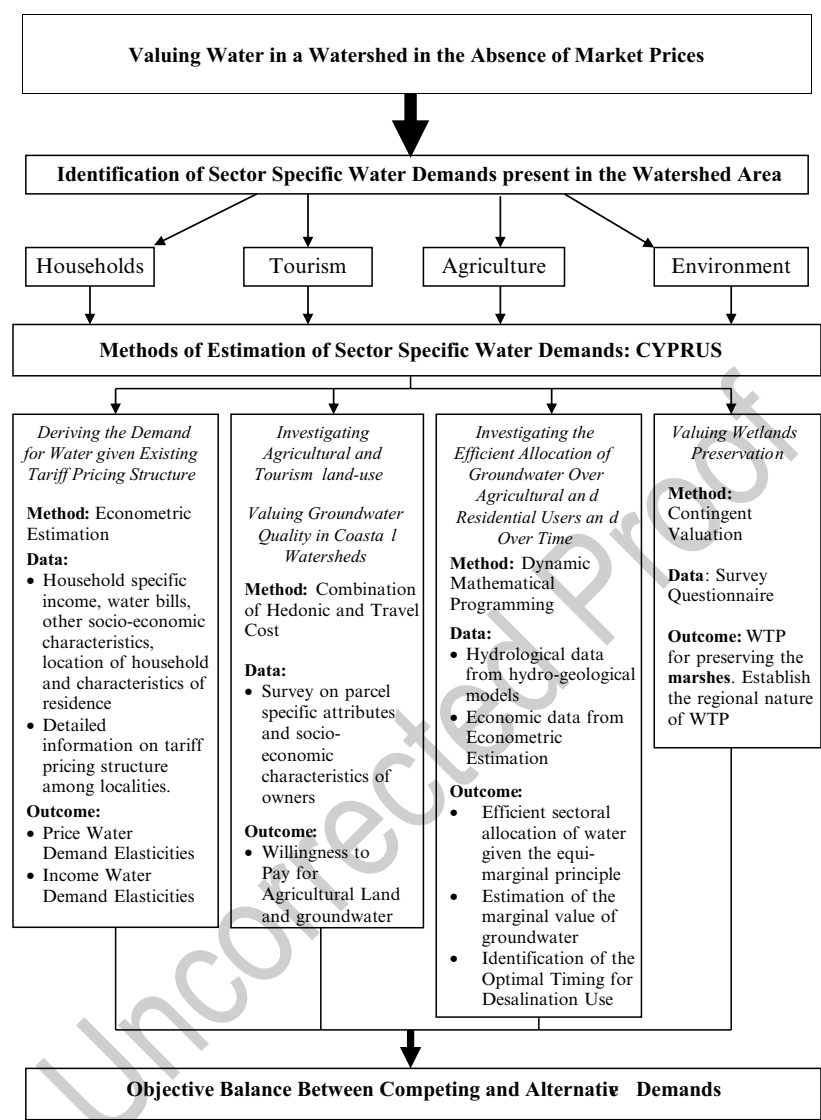 Valuing Water in a Watershed in the Absence of Market Prices
Identification of Sector Specific Water Demands present in the Watershed Area
Households
Tourism
Agriculture
Environment
Methods of Estimation of Sector Specific Water Demands: CYPRUS
Deriving the Demand
for Water given Existing
Tariff Pricing Structure
Method: Econometric
Estimation
Data:
• Household specific
income, water bills,
other socio-economic
characteristics,
location of household
and characteristics of
residence
• Detailed
information on tariff
pricing structure
among localities.
Outcome:
• Price Water
Demand Elasticities
• Income Water
Demand Elasticities
Investigating
Agricultural and
Tourism land-use
Valuing Groundwater
Quality in Coasta l
Watersheds
Method: Combination
of Hedonic and Travel
Cost
Data:
• Survey on parcel
specific attributes
and socio-
economic
characteristics of
owners
Outcome:
• Willingness to
Pay for
Agricultural Land
and groundwater
Investigating the
Efficient Allocation of
Groundwater Over
Agricultural an d
Residential Users an d
Over Time
Method: Dynamic
Mathematical
Programming
Data:
• Hydrological data
from hydro-geological
models
• Economic data from
Econometric
Estimation
Outcome:
• Efficient sectoral
allocation of water
given the equi-
marginal principle
• Estimation of the
marginal value of
groundwater
• Identification of the
Optimal Timing for
Desalination Use
Valuing Wetlands
Preservation
Method:
Contingent
Valuation
Data: Survey
Questionnaire
Outcome: WTP
for preserving the
marshes. Establish
the regional nature
of WTP
Objective Balance Between Competing and Alternative Demands
Uncorrected Proof